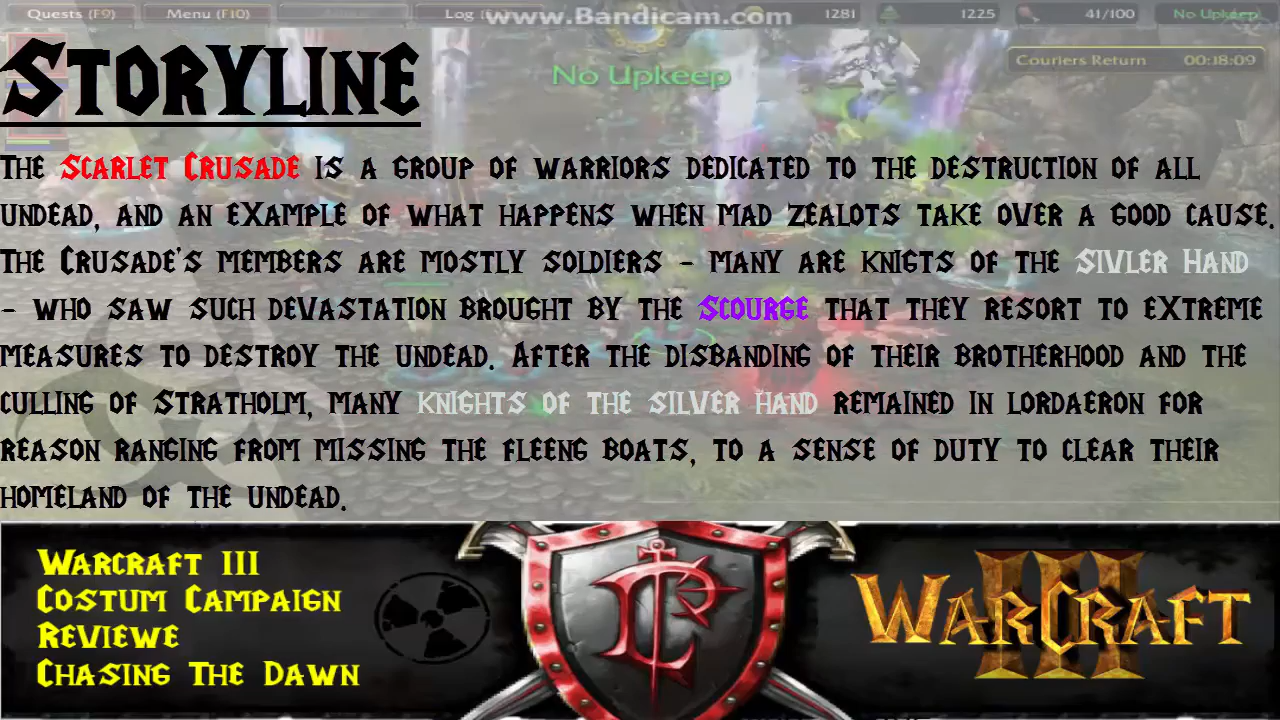 Quests (F9) Menu (F10) Log 1281 1225 41/100 No Upkeep
www.Bandicam.com
Couriers Return 00:18:09
No Upkeep
Storyline
The Scarlet Crusade is a group of warriors dedicated to the destruction of all
undead, and an example of what happens when mad zealots take over a good cause.
The Crusade's members are mostly soldiers - many are knigts of the Sivler Hand
- who saw such devastation brought by the Scourge that they resort to extreme
measures to destroy the undead. After the disbanding of their brotherhood and the
culling of Stratholm, many knights of the silver hand remained in lordaeron for
reason ranging from missing the fleeng boats, to a sense of duty to clear their
homeland of the undead.
Warcraft III
Costum Campaign
Reviewe
Chasing The Dawn
WarCraft
III